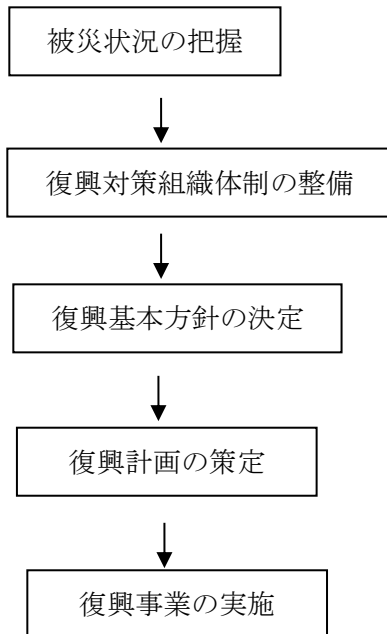 被災状況の把握
復興対策組織体制の整備
復興基本方針の決定
復興計画の策定
復興事業の実施